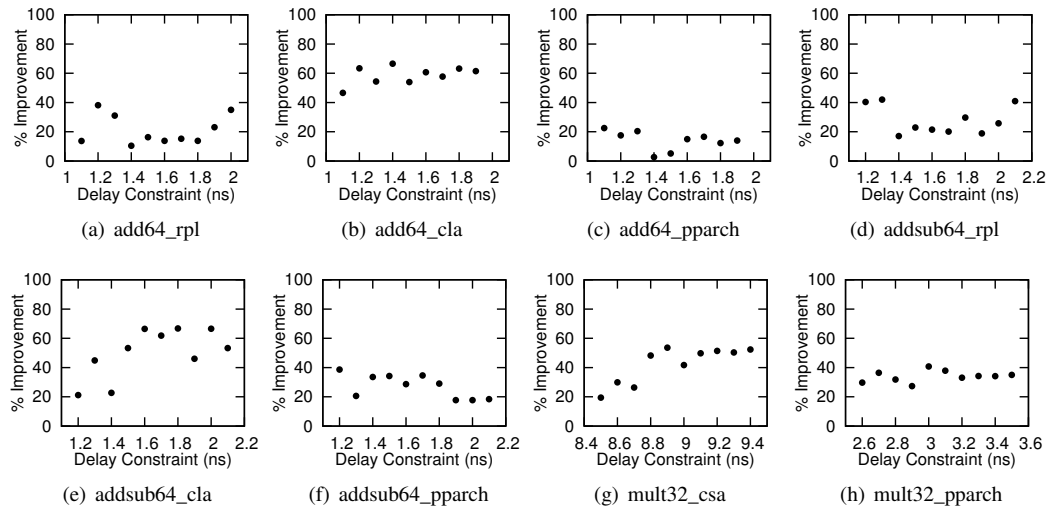 % Improvement
100
80
60
40
20
0
1 1.2 1.4 1.6 1.8 2
Delay Constraint (ns)
(a) add64_rpl
% Improvement
100
80
60
40
20
0
1 1.2 1.4 1.6 1.8 2
Delay Constraint (ns)
(b) add64_cla
% Improvement
100
80
60
40
20
0
1 1.2 1.4 1.6 1.8 2
Delay Constraint (ns)
(c) add64_pparch
% Improvement
100
80
60
40
20
0
1.2 1.4 1.6 1.8 2 2.2
Delay Constraint (ns)
(d) addsub64_rpl
% Improvement
100
80
60
40
20
0
1.2 1.4 1.6 1.8 2 2.2
Delay Constraint (ns)
(e) addsub64_cla
% Improvement
100
80
60
40
20
0
1.2 1.4 1.6 1.8 2 2.2
Delay Constraint (ns)
(f) addsub64_pparch
% Improvement
100
80
60
40
20
0
8.4 8.6 8.8 9 9.2 9.4
Delay Constraint (ns)
(g) mult32_csa
% Improvement
100
80
60
40
20
0
2.6 2.8 3 3.2 3.4 3.6
Delay Constraint (ns)
(h) mult32_pparch